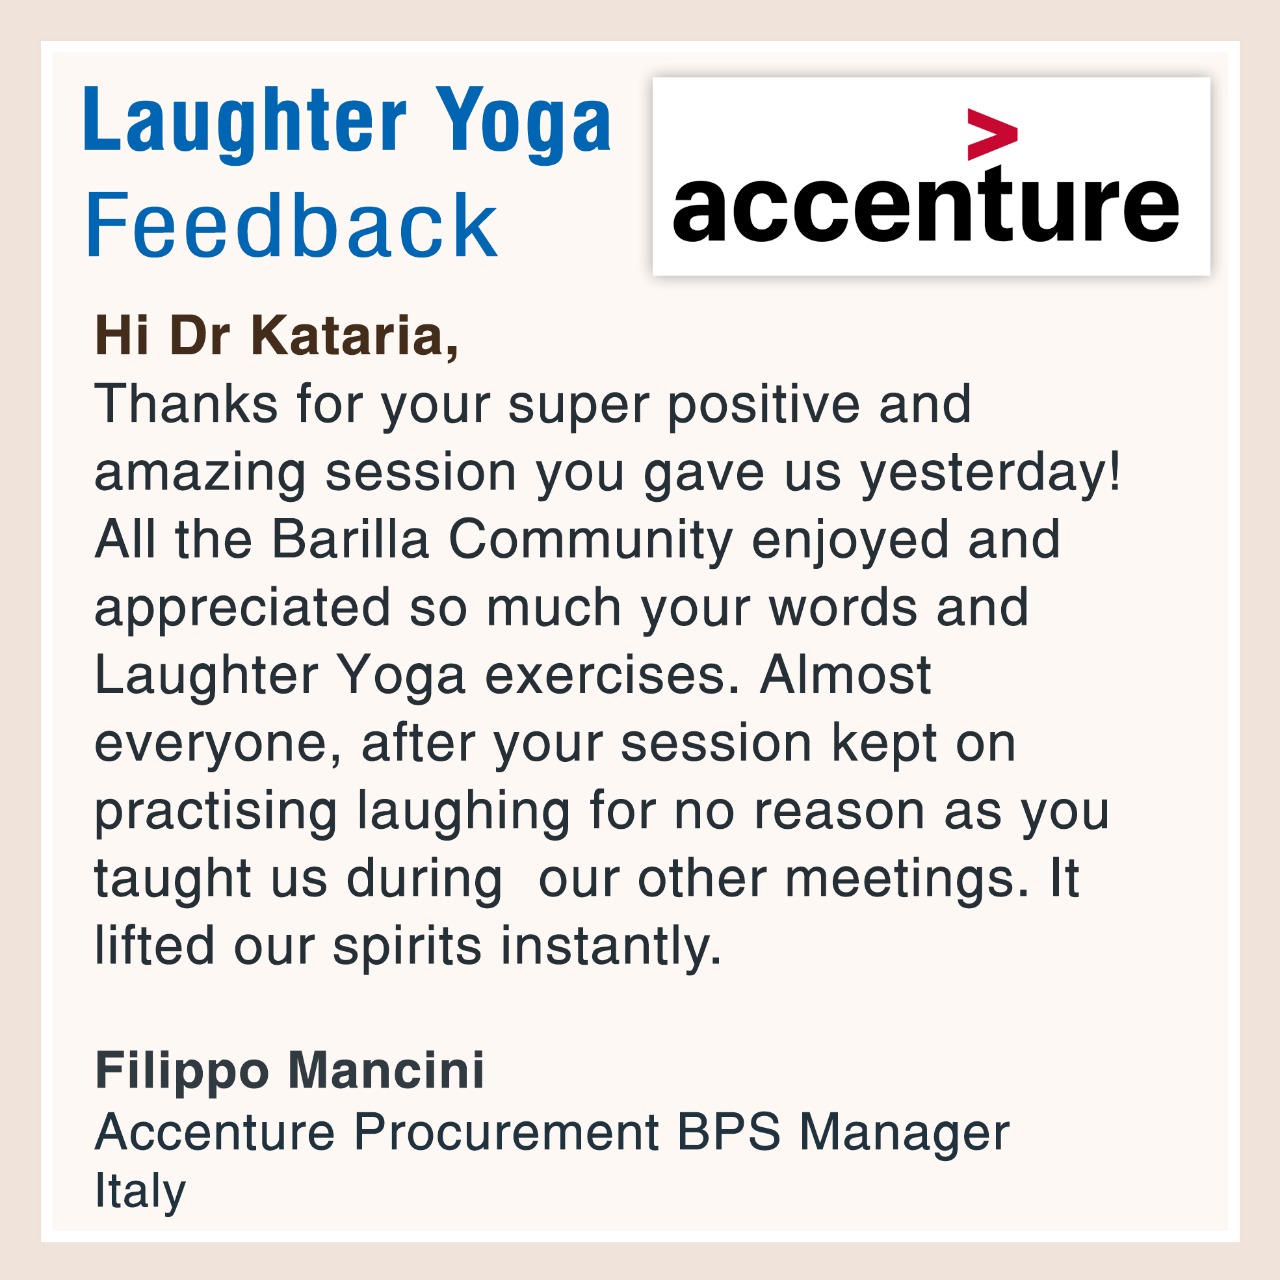 Laughter Yoga
Feedback
>
accenture
Hi Dr Kataria,
Thanks for your super positive and
amazing session you gave us yesterday!
All the Barilla Community enjoyed and
appreciated so much your words and
Laughter Yoga exercises. Almost
everyone, after your session kept on
practising laughing for no reason as you
taught us during  our other meetings. It
lifted our spirits instantly.
Filippo Mancini
Accenture Procurement BPS Manager
Italy